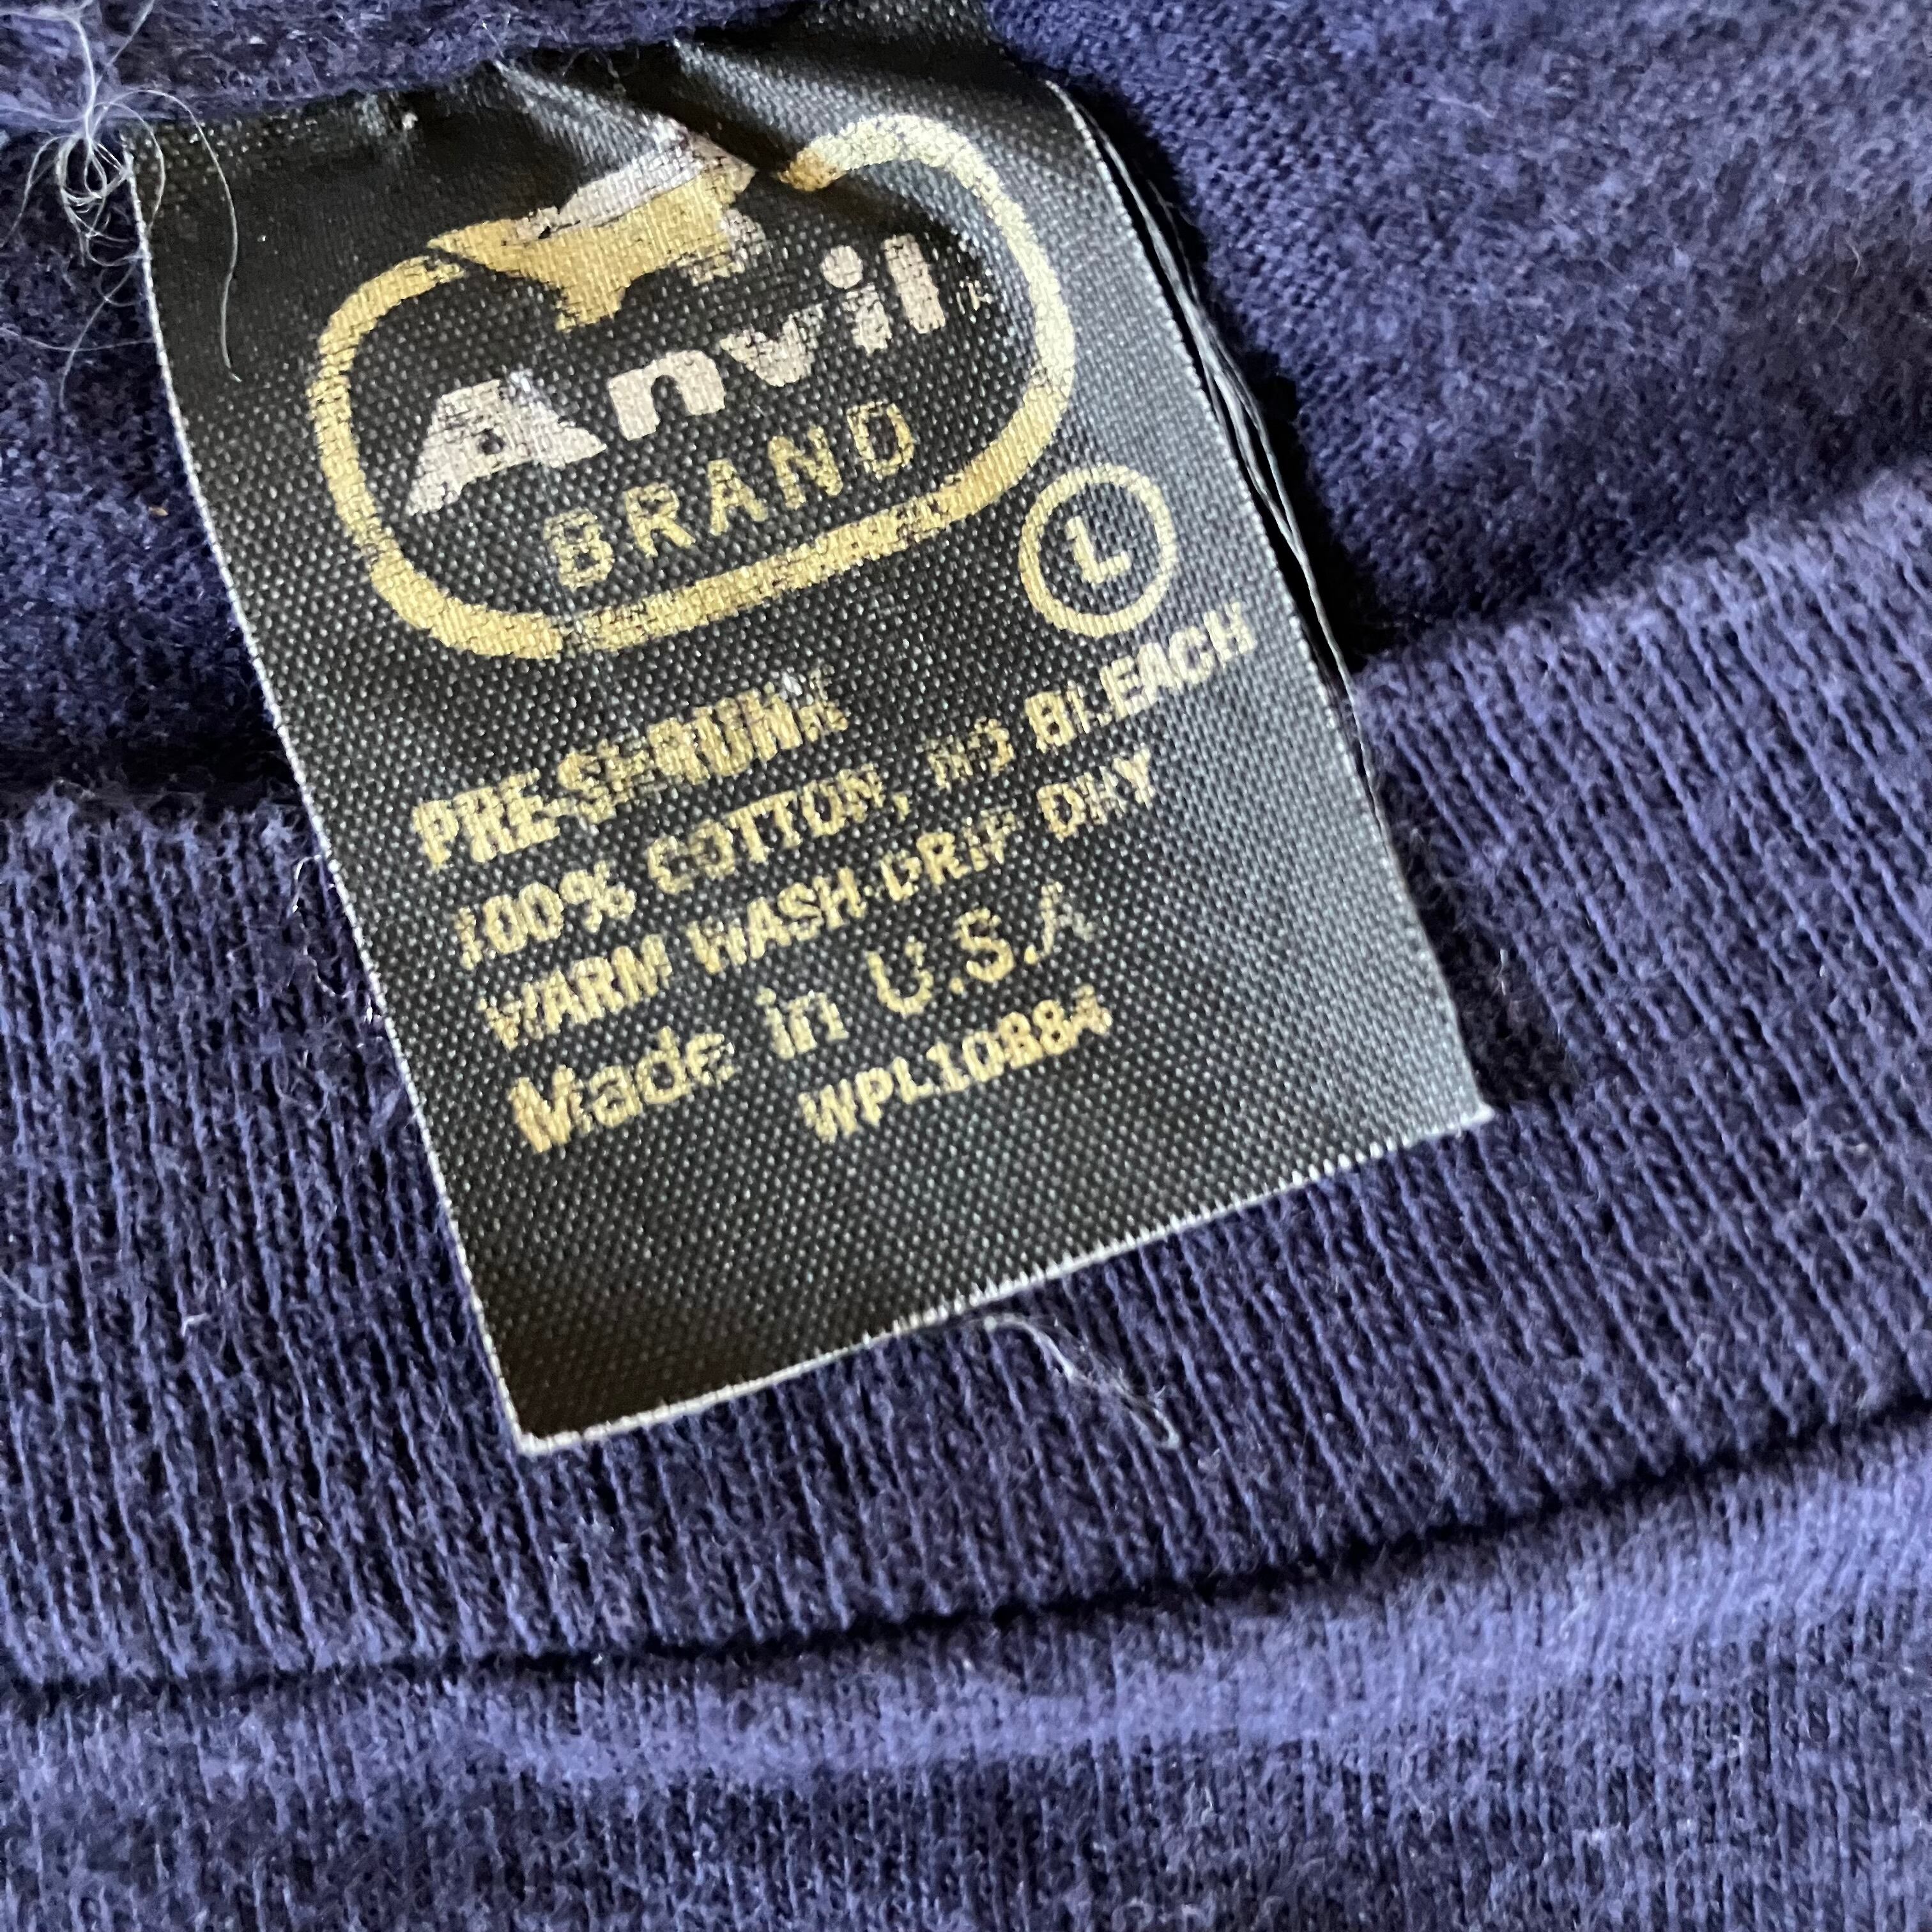 Anvil
BRAND
L
PRE-SHRUNK
100% COTTON, NO BLEACH
WARM WASH-DRIP DRY
Made in U.S.A
WPL10884